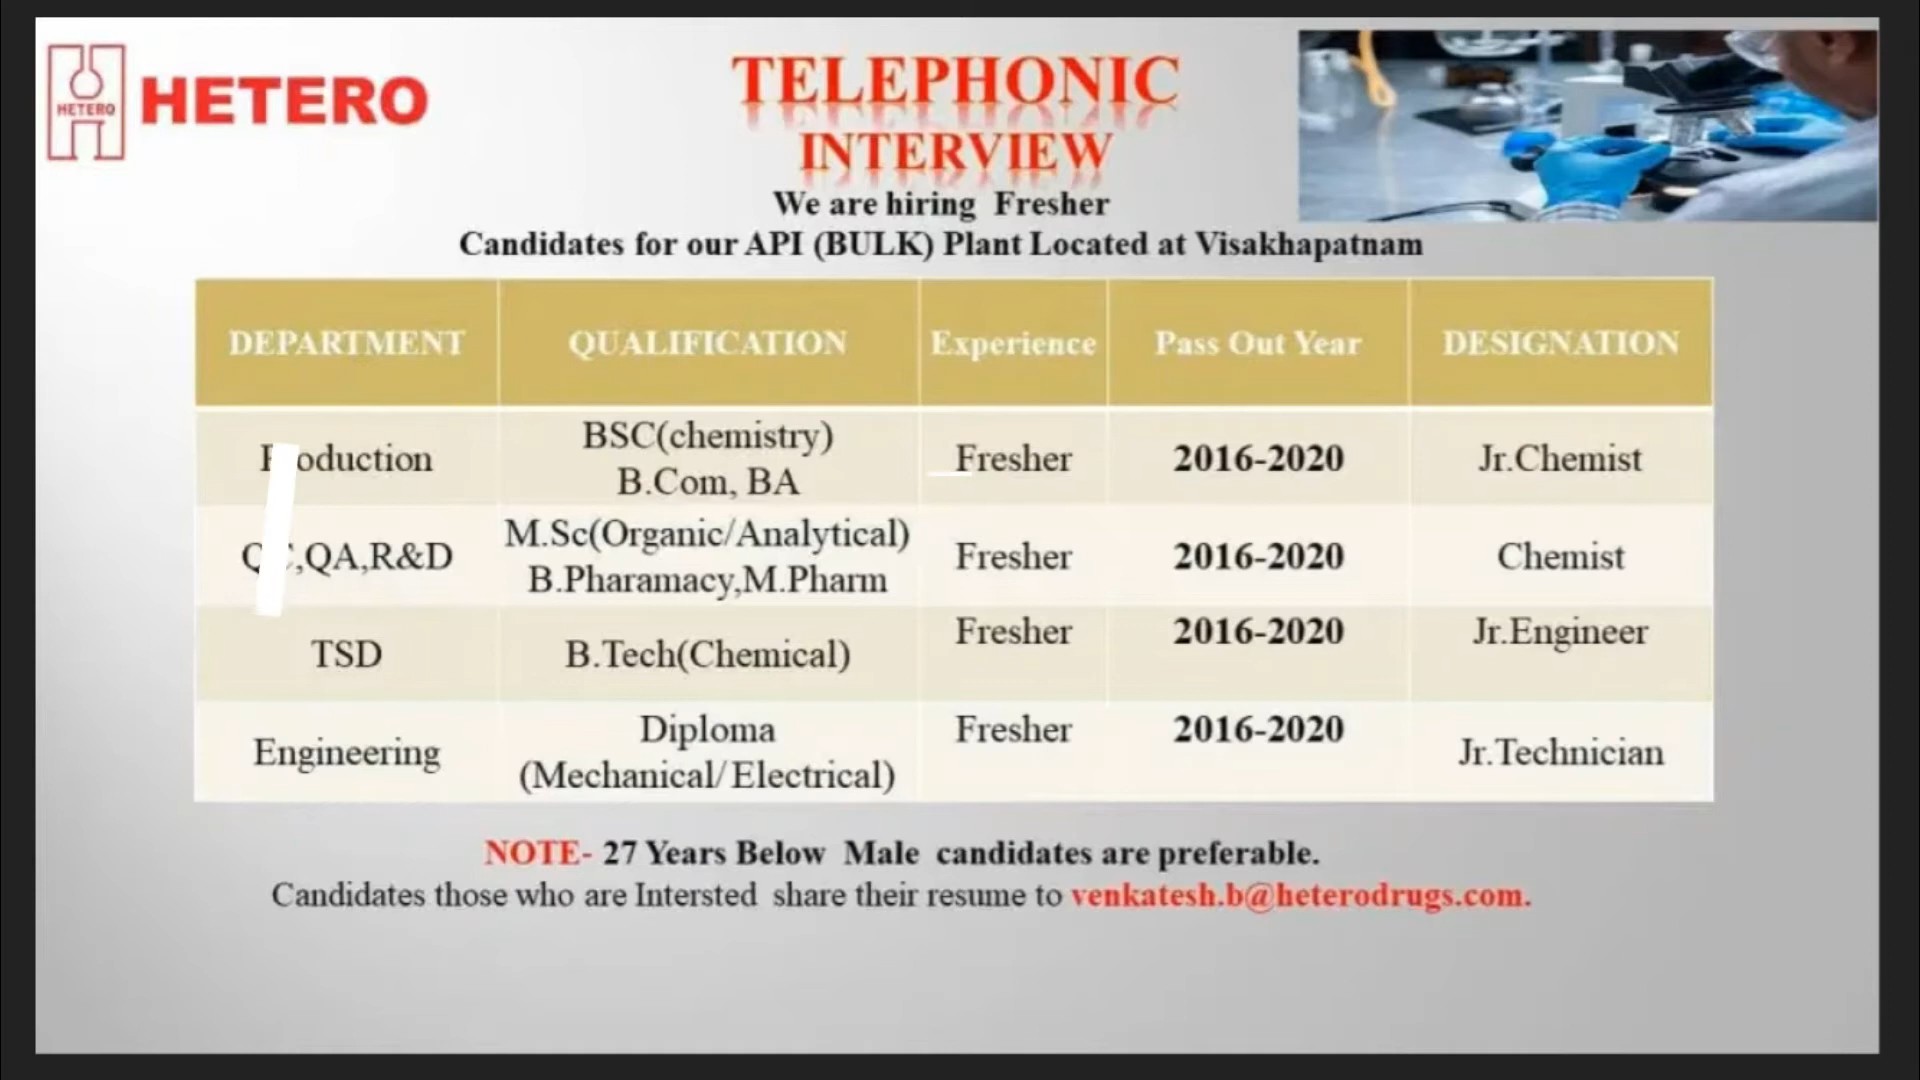 HETERO
HETERO
TELEPHONIC
INTERVIEW
We are hiring Fresher
Candidates for our API (BULK) Plant Located at Visakhapatnam
DEPARTMENT QUALIFICATION Experience Pass Out Year DESIGNATION
Production BSC(chemistry) B.Com, BA Fresher 2016-2020 Jr.Chemist
QC,QA,R&D M.Sc(Organic/Analytical) B.Pharamacy,M.Pharm Fresher 2016-2020 Chemist
TSD B.Tech(Chemical) Fresher 2016-2020 Jr.Engineer
Engineering Diploma (Mechanical/Electrical) Fresher 2016-2020 Jr.Technician
NOTE- 27 Years Below Male candidates are preferable.
Candidates those who are Intersted share their resume to venkatesh.b@heterodrugs.com.